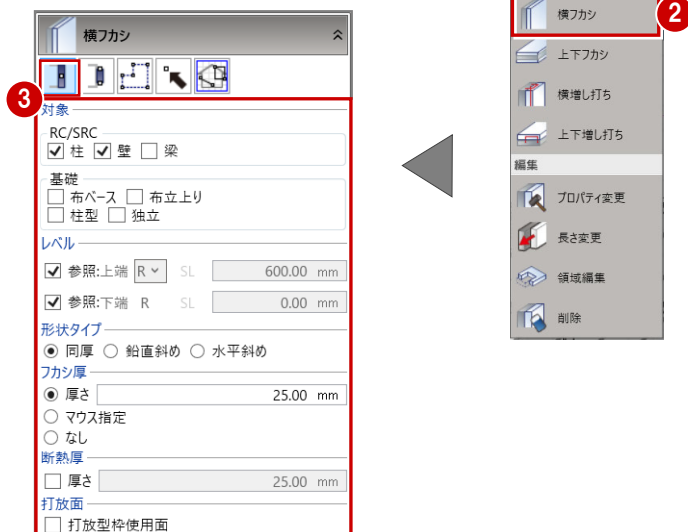 横フカシ
3
対象
RC/SRC
柱 壁 梁
基礎
布ベース 布立上り
柱型 独立
レベル
参照:上端 R SL 600.00 mm
参照:下端 R SL 0.00 mm
形状タイプ
同厚 鉛直斜め 水平斜め
フカシ厚
厚さ 25.00 mm
マウス指定
なし
断熱厚
厚さ 25.00 mm
打放面
打放型枠使用面
横フカシ 2
上下フカシ
横増し打ち
上下増し打ち
編集
プロパティ変更
長さ変更
領域編集
削除